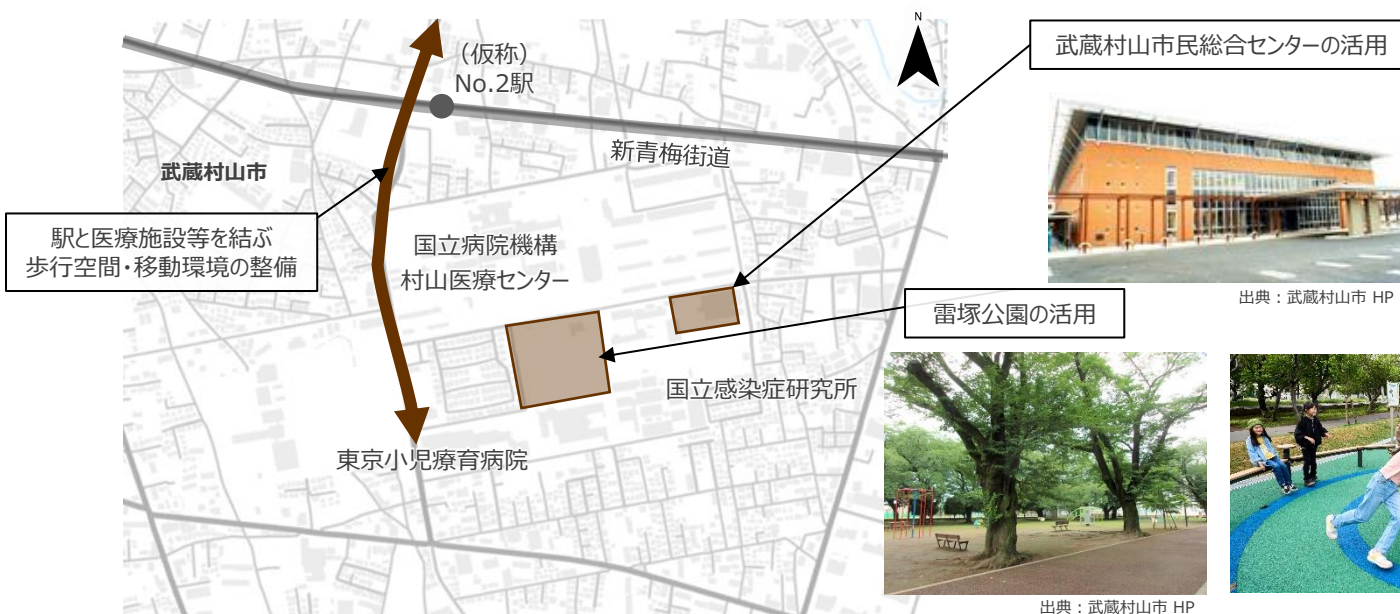 N
武蔵村山市民総合センターの活用
(仮称)
No.2駅
新青梅街道
武蔵村山市
駅と医療施設等を結ぶ
歩行空間・移動環境の整備
国立病院機構
村山医療センター
出典：武蔵村山市 HP
雷塚公園の活用
国立感染症研究所
東京小児療育病院
出典：武蔵村山市 HP